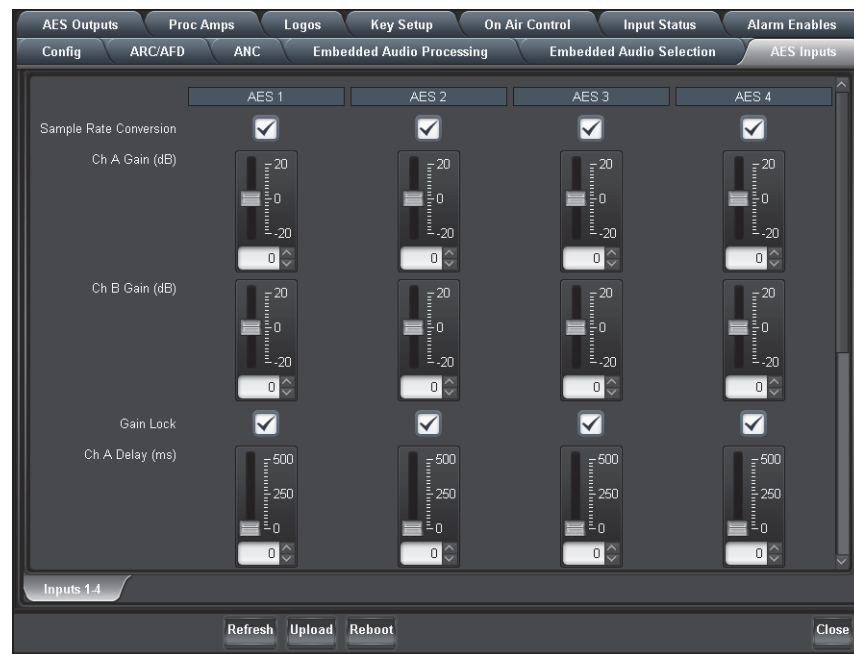 AES Outputs Proc Amps Logos Key Setup On Air Control Input Status Alarm Enables
Config ARC/AFD ANC Embedded Audio Processing Embedded Audio Selection AES Inputs
AES 1 AES 2 AES 3 AES 4
Sample Rate Conversion
Ch A Gain (dB) 20 20 20 20
0 0 0 0
-20 -20 -20 -20
0 0 0 0
Ch B Gain (dB) 20 20 20 20
0 0 0 0
-20 -20 -20 -20
0 0 0 0
Gain Lock
Ch A Delay (ms) 500 500 500 500
250 250 250 250
0 0 0 0
0 0 0 0
Inputs 1-4
Refresh Upload Reboot Close